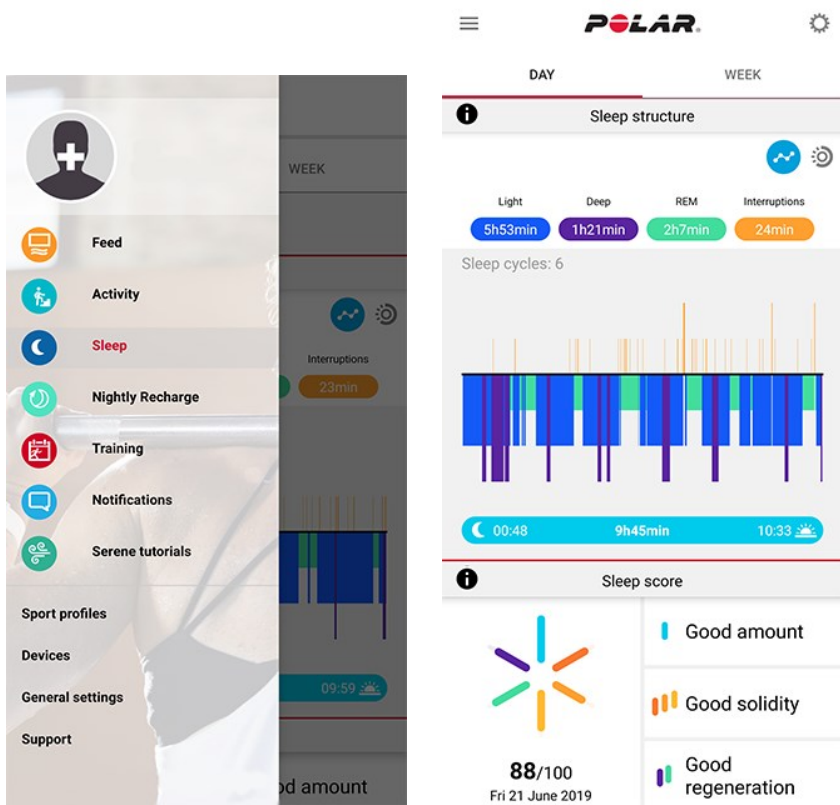 WEEK
Feed
Activity
Sleep
Interruptions
23min
Nightly Recharge
Training
Notifications
Serene tutorials
Sport profiles
Devices
09:59
General settings
Support
od amount
POLAR
DAY WEEK
Sleep structure
Light Deep REM Interruptions
5h53min 1h21min 2h7min 24min
Sleep cycles: 6
00:48 9h45min 10:33
Sleep score
Good amount
Good solidity
88/100
Fri 21 June 2019
Good
regeneration